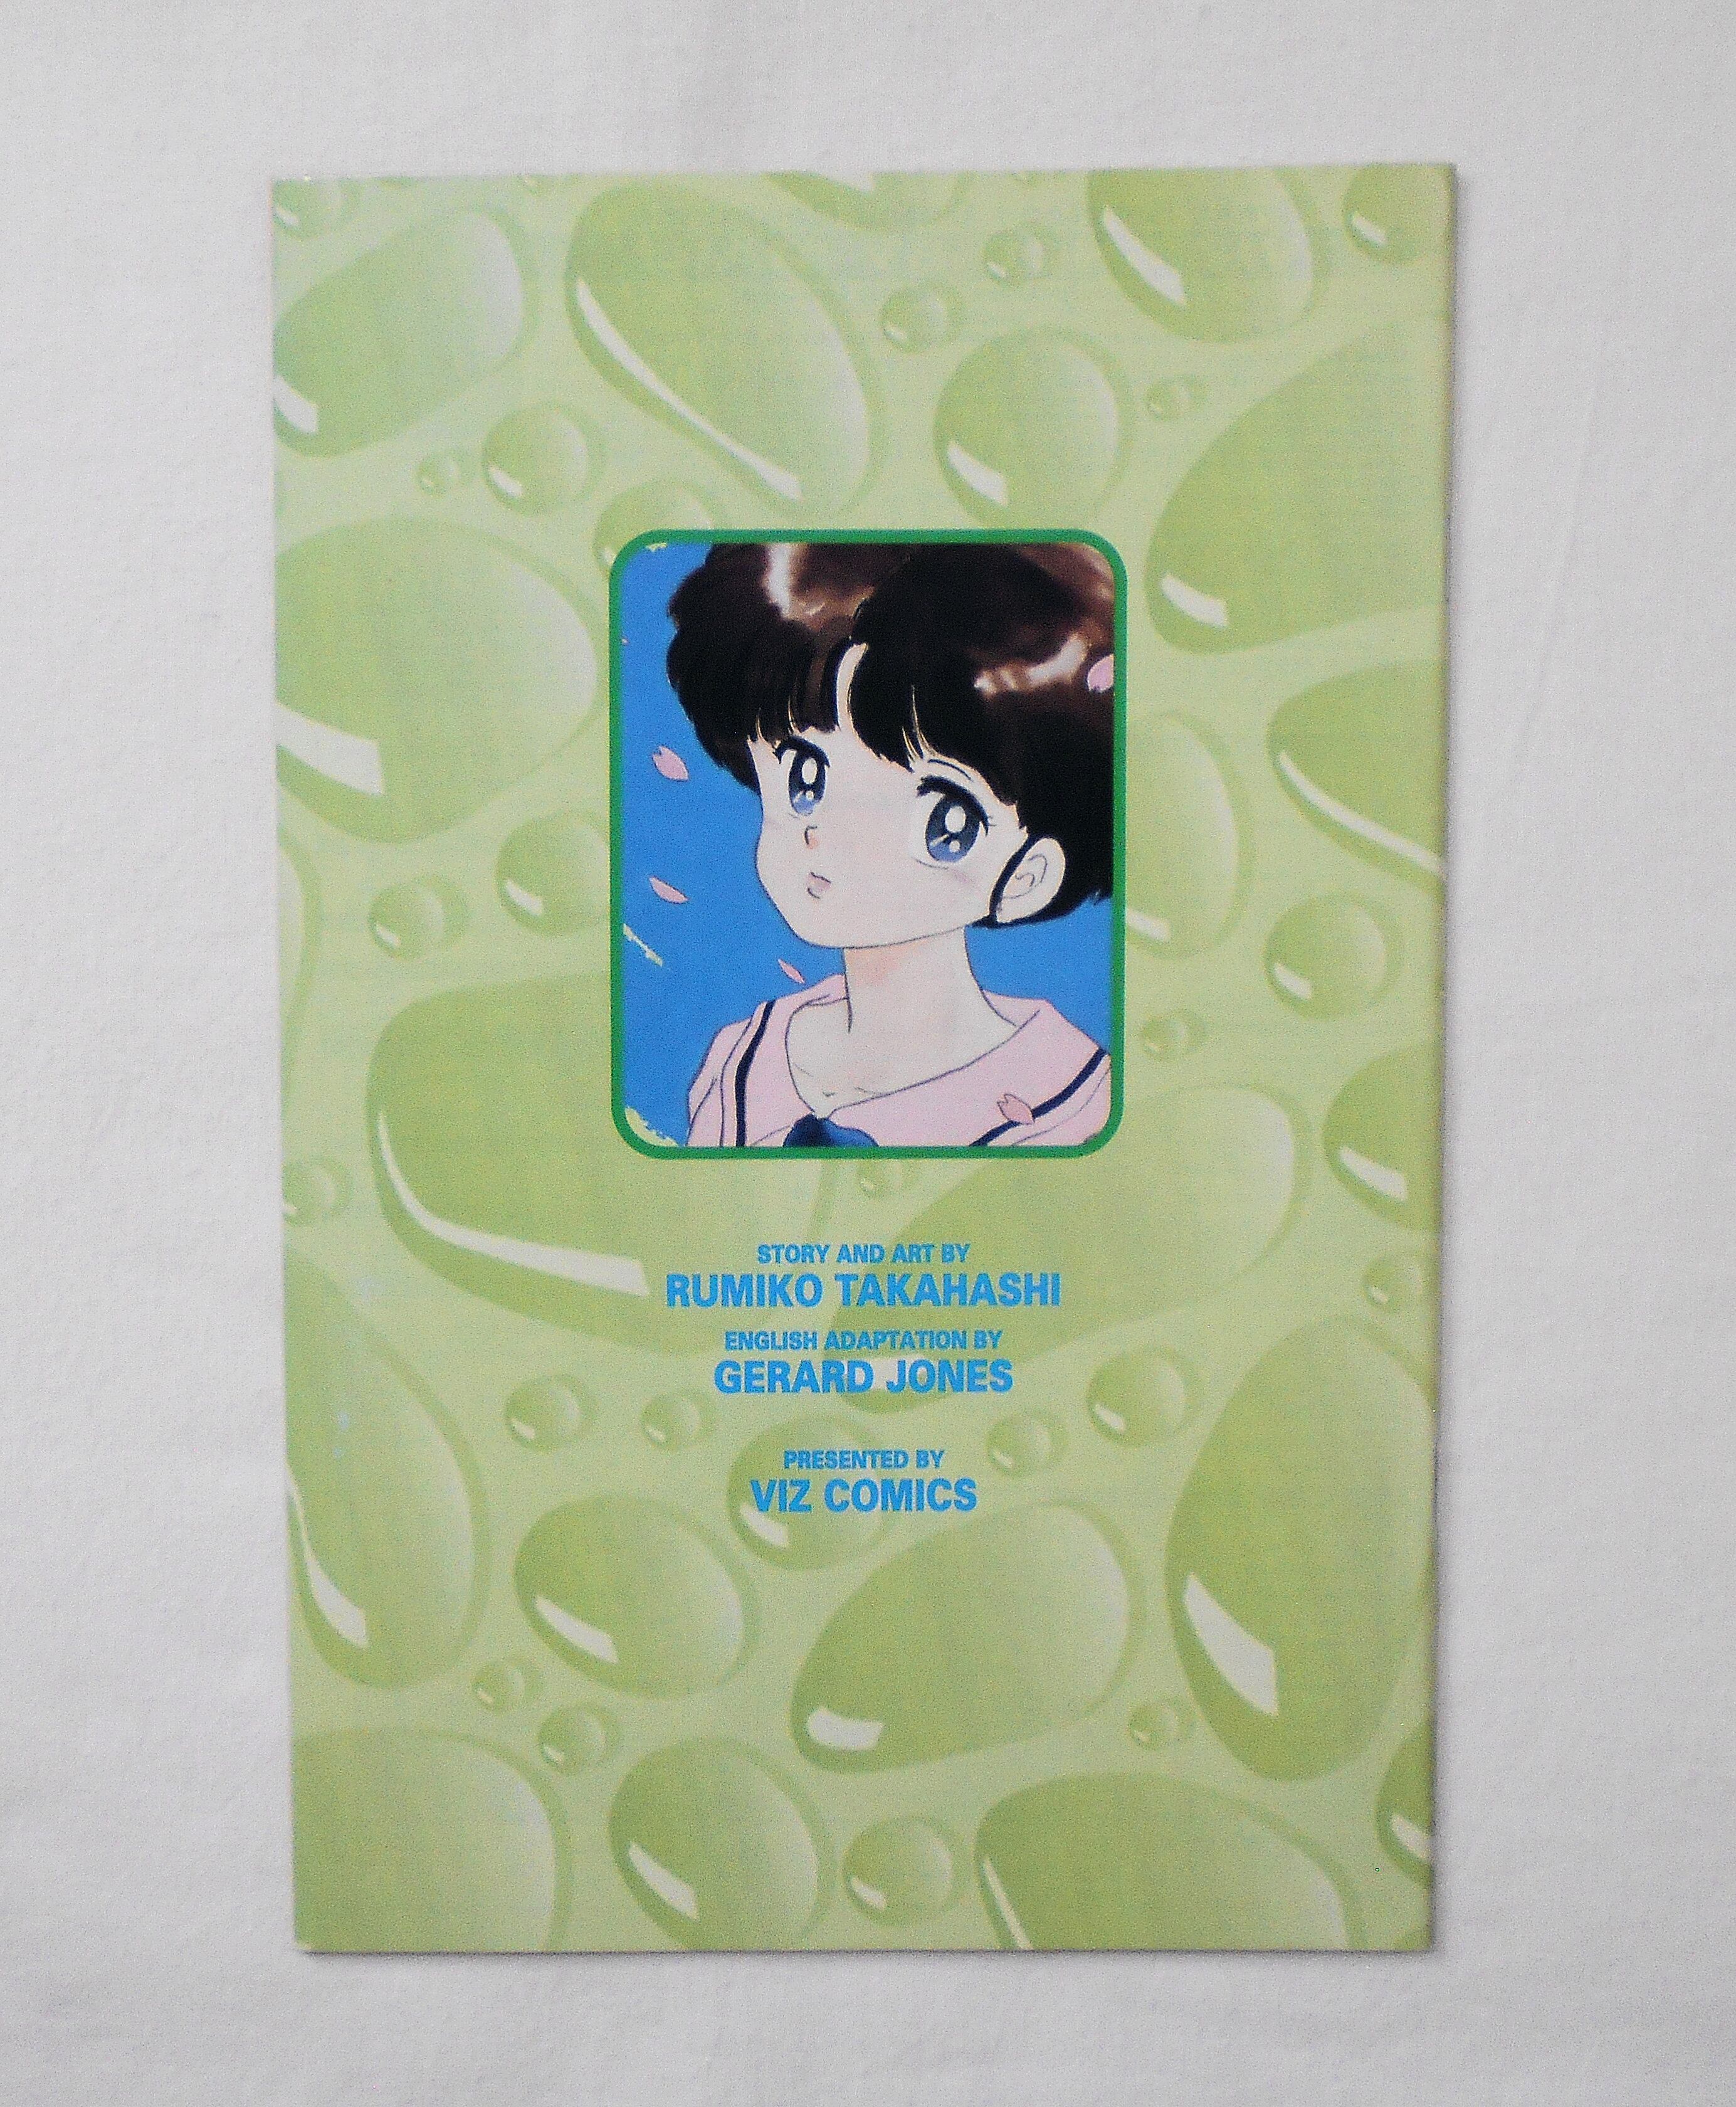 STORY AND ART BY
RUMIKO TAKAHASHI
ENGLISH ADAPTATION BY
GERARD JONES
PRESENTED BY
VIZ COMICS